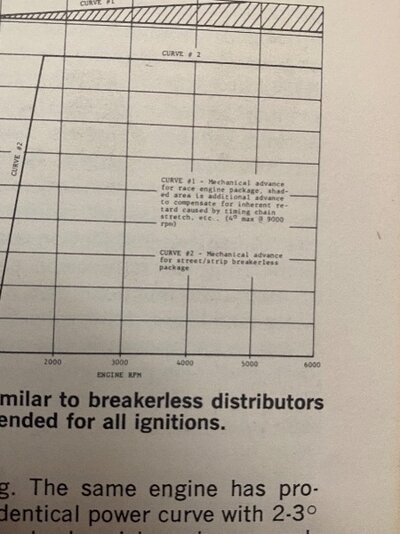 CURVE #1
CURVE # 2
CURVE #2
CURVE #1 - Mechanical advance
for race engine package, shad-
ed area is additional advance
to compensate for inherent re-
tard caused by timing chain
stretch, etc.. (4° max @ 9000
rpm)
CURVE #2 - Mechanical advance
for street/strip breakerless
package
2000 3000 4000 5000 6000
ENGINE RPM
milar to breakerless distributors
ended for all ignitions.
g. The same engine has pro-
dentical power curve with 2-3°